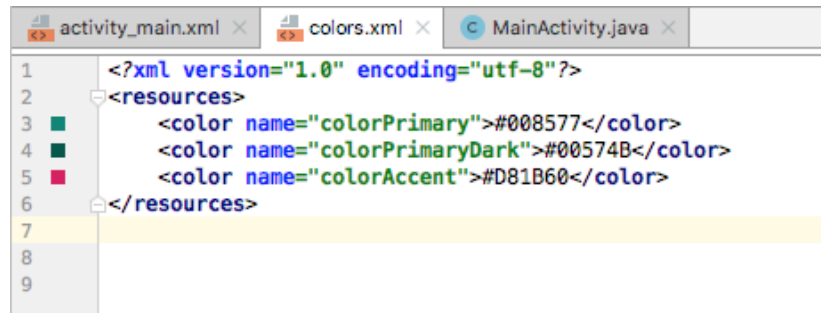 activity_main.xml × colors.xml × C MainActivity.java ×
1 <?xml version="1.0" encoding="utf-8"?>
2 <resources>
3 <color name="colorPrimary">#008577</color>
4 <color name="colorPrimaryDark">#00574B</color>
5 <color name="colorAccent">#D81B60</color>
6 </resources>
7
8
9